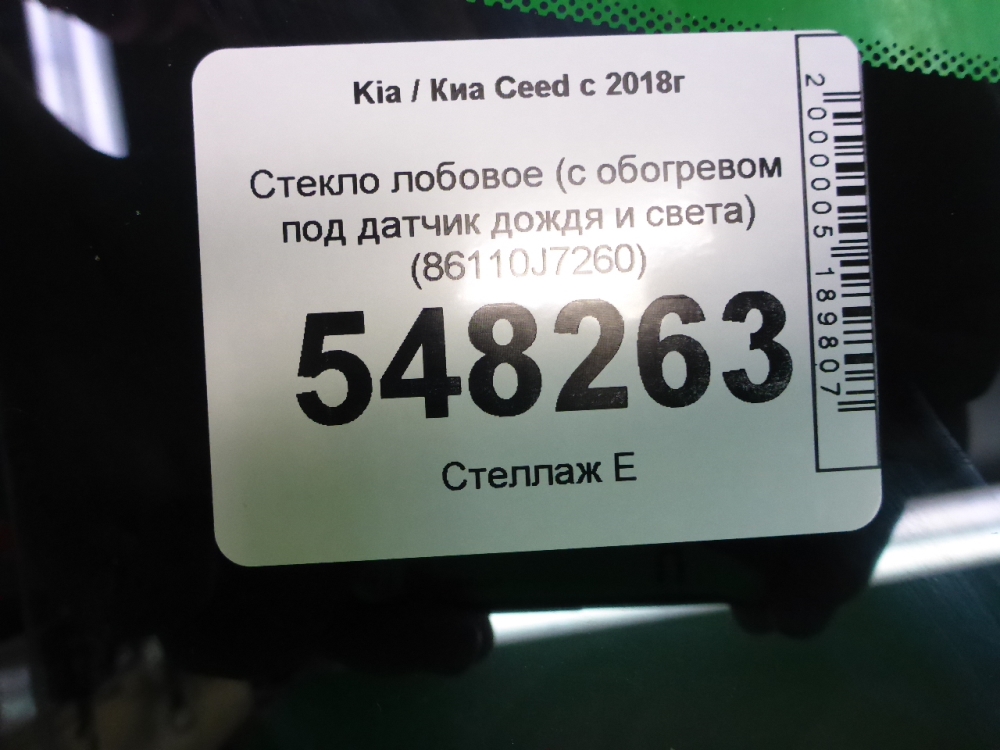 Kia / Киа Ceed с 2018г
Стекло лобовое (с обогревом
под датчик дождя и света)
(86110J7260)
548263
Стеллаж Е
2000005189807